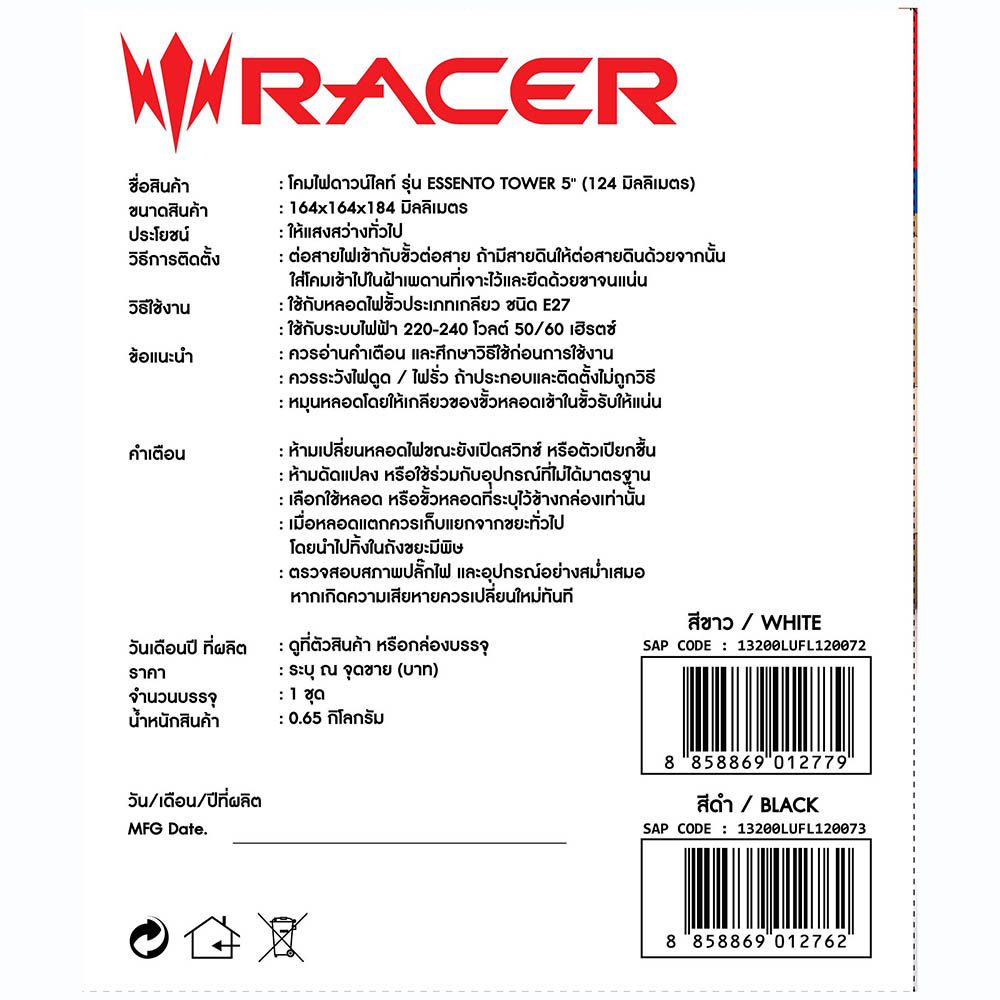 RACER
ชื่อสินค้า : โคมไฟดาวน์ไลท์ รุ่น ESSENTO TOWER 5" (124 มิลลิเมตร)
ขนาดสินค้า : 164x164x184 มิลลิเมตร
ประโยชน์ : ให้แสงสว่างทั่วไป
วิธีการติดตั้ง : ต่อสายไฟเข้ากับขั้วต่อสาย ถ้ามีสายดินให้ต่อสายดินด้วยจากนั้น
ใส่โคมเข้าไปในฝ้าเพดานที่เจาะไว้และยึดด้วยขาจนแน่น
วิธีใช้งาน : ใช้กับหลอดไฟขั้วประเภทเกลียว ชนิด E27
: ใช้กับระบบไฟฟ้า 220-240 โวลต์ 50/60 เฮิรตซ์
ข้อแนะนำ : ควรอ่านคำเตือน และศึกษาวิธีใช้ก่อนการใช้งาน
: ควรระวังไฟดูด / ไฟรั่ว ถ้าประกอบและติดตั้งไม่ถูกวิธี
: หมุนหลอดโดยให้เกลียวของขั้วหลอดเข้าในขั้วรับให้แน่น
คำเตือน : ห้ามเปลี่ยนหลอดไฟขณะยังเปิดสวิทซ์ หรือตัวเปียกชื้น
: ห้ามดัดแปลง หรือใช้ร่วมกับอุปกรณ์ที่ไม่ได้มาตรฐาน
: เลือกใช้หลอด หรือขั้วหลอดที่ระบุไว้ข้างกล่องเท่านั้น
: เมื่อหลอดแตกควรเก็บแยกจากขยะทั่วไป
โดยนำไปทิ้งในถังขยะมีพิษ
: ตรวจสอบสภาพปลั๊กไฟ และอุปกรณ์อย่างสม่ำเสมอ
หากเกิดความเสียหายควรเปลี่ยนใหม่ทันที
วันเดือนปี ที่ผลิต : ดูที่ตัวสินค้า หรือกล่องบรรจุ
ราคา : ระบุ ณ จุดขาย (บาท)
จำนวนบรรจุ : 1 ชุด
น้ำหนักสินค้า : 0.65 กิโลกรัม
วัน/เดือน/ปีที่ผลิต
MFG Date.
สีขาว / WHITE
SAP CODE : 13200LUFL120072
8 858869 012779
สีดำ / BLACK
SAP CODE : 13200LUFL120073
8 858869 012762